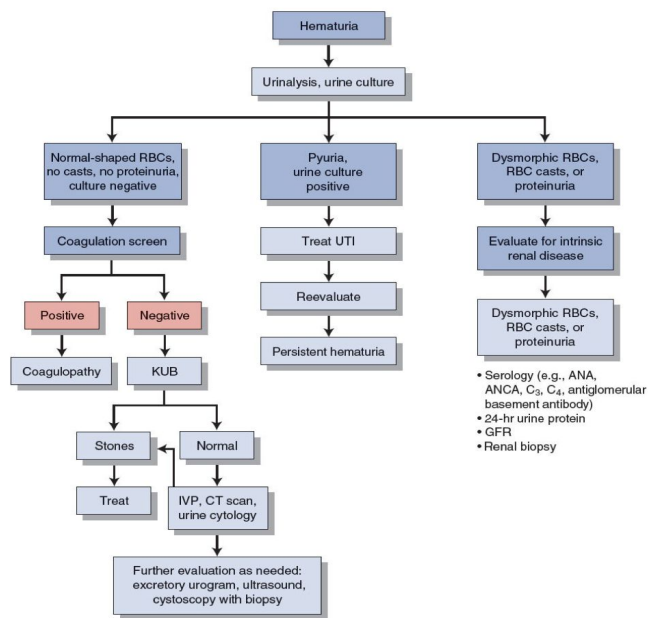 Hematuria
Urinalysis, urine culture
Normal-shaped RBCs,
no casts, no proteinuria,
culture negative
Pyuria,
urine culture
positive
Dysmorphic RBCs,
RBC casts, or
proteinuria
Coagulation screen
Treat UTI
Evaluate for intrinsic
renal disease
Positive
Negative
Reevaluate
Dysmorphic RBCs,
RBC casts, or
proteinuria
Coagulopathy
KUB
Persistent hematuria
• Serology (e.g., ANA,
ANCA, C₃, C₄, antiglomerular
basement antibody)
• 24-hr urine protein
• GFR
• Renal biopsy
Stones
Normal
Treat
IVP, CT scan,
urine cytology
Further evaluation as needed:
excretory urogram, ultrasound,
cystoscopy with biopsy